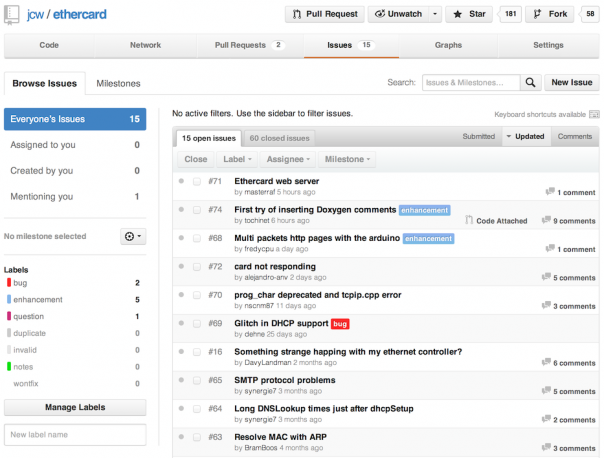 jcw / ethercard
Pull Request
Unwatch
Star
181
Fork
58
Code
Network
Pull Requests 2
Issues 15
Graphs
Settings
Browse Issues
Milestones
Search:
Issues & Milestones...
New Issue
Everyone's Issues 15
Assigned to you 0
Created by you 0
Mentioning you 1
No milestone selected
Labels
bug 2
enhancement 5
question 1
duplicate 0
invalid 0
notes 0
wontfix 0
Manage Labels
New label name
No active filters. Use the sidebar to filter issues.
Keyboard shortcuts available
15 open issues
60 closed issues
Submitted
Updated
Comments
Close
Label
Assignee
Milestone
#71 Ethercard web server
by masterraf 5 hours ago
1 comment
#74 First try of inserting Doxygen comments enhancement
by tochinet 6 hours ago
Code Attached
9 comments
#68 Multi packets http pages with the arduino enhancement
by fredycpu a day ago
1 comment
#72 card not responding
by alejandro-anv 2 days ago
5 comments
#70 prog_char deprecated and tcpip.cpp error
by nscnm87 11 days ago
3 comments
#69 Glitch in DHCP support bug
by dehne 25 days ago
#16 Something strange happing with my ethernet controller?
by DavyLandman 2 months ago
6 comments
#65 SMTP protocol problems
by synergie7 3 months ago
5 comments
#64 Long DNSLookup times just after dhcpSetup
by synergie7 3 months ago
2 comments
#63 Resolve MAC with ARP
by BramBoos 4 months ago
3 comments